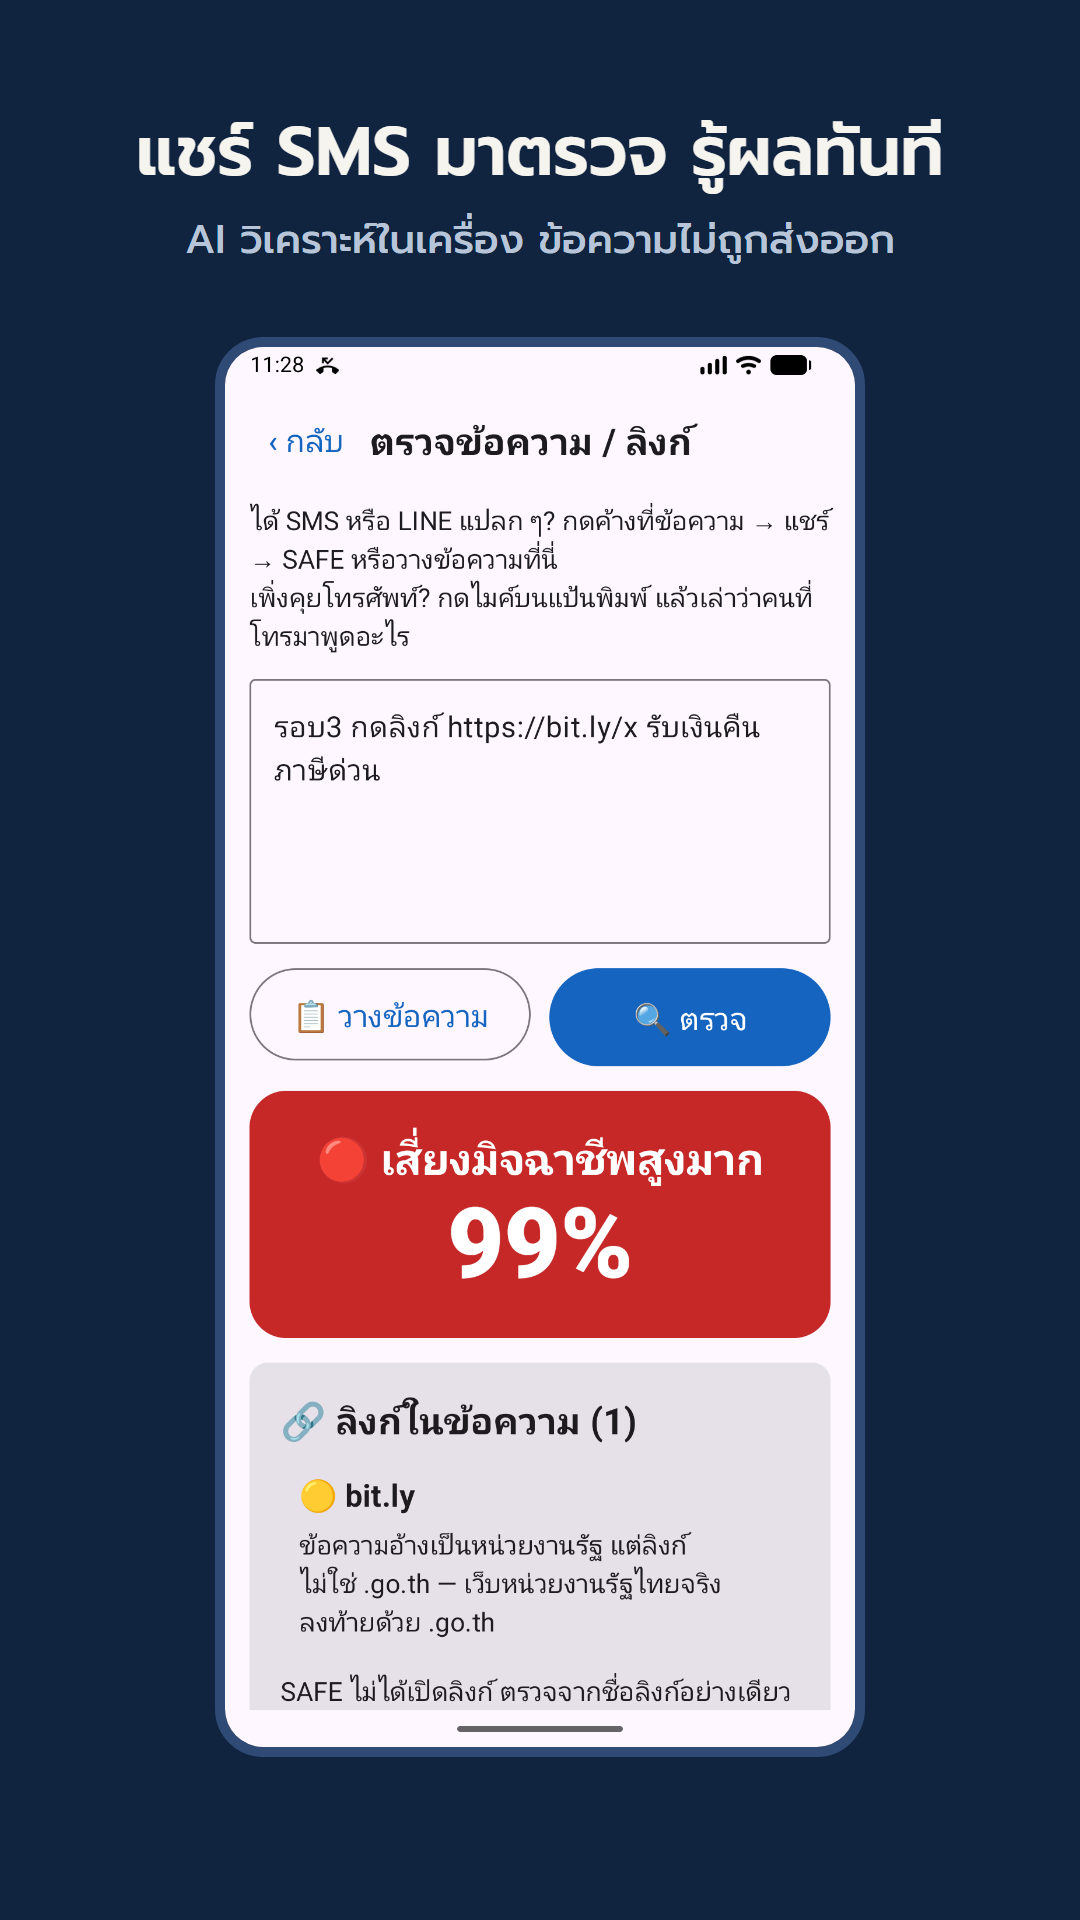 แชร์ SMS มาตรวจ รู้ผลทันที
AI วิเคราะห์ในเครื่อง ข้อความไม่ถูกส่งออก
11:28
‹ กลับ ตรวจข้อความ / ลิงก์
ได้ SMS หรือ LINE แปลก ๆ? กดค้างที่ข้อความ → แชร์
→ SAFE หรือวางข้อความที่นี่
เพิ่งคุยโทรศัพท์? กดไมค์บนแป้นพิมพ์ แล้วเล่าว่าคนที่
โทรมาพูดอะไร
รอบ3 กดลิงก์ https://bit.ly/x รับเงินคืน
ภาษีด่วน
📋 วางข้อความ
🔍 ตรวจ
🔴 เสี่ยงมิจฉาชีพสูงมาก
99%
🔗 ลิงก์ในข้อความ (1)
🟡 bit.ly
ข้อความอ้างเป็นหน่วยงานรัฐ แต่ลิงก์
ไม่ใช่ .go.th — เว็บหน่วยงานรัฐไทยจริง
ลงท้ายด้วย .go.th
SAFE ไม่ได้เปิดลิงก์ ตรวจจากชื่อลิงก์อย่างเดียว